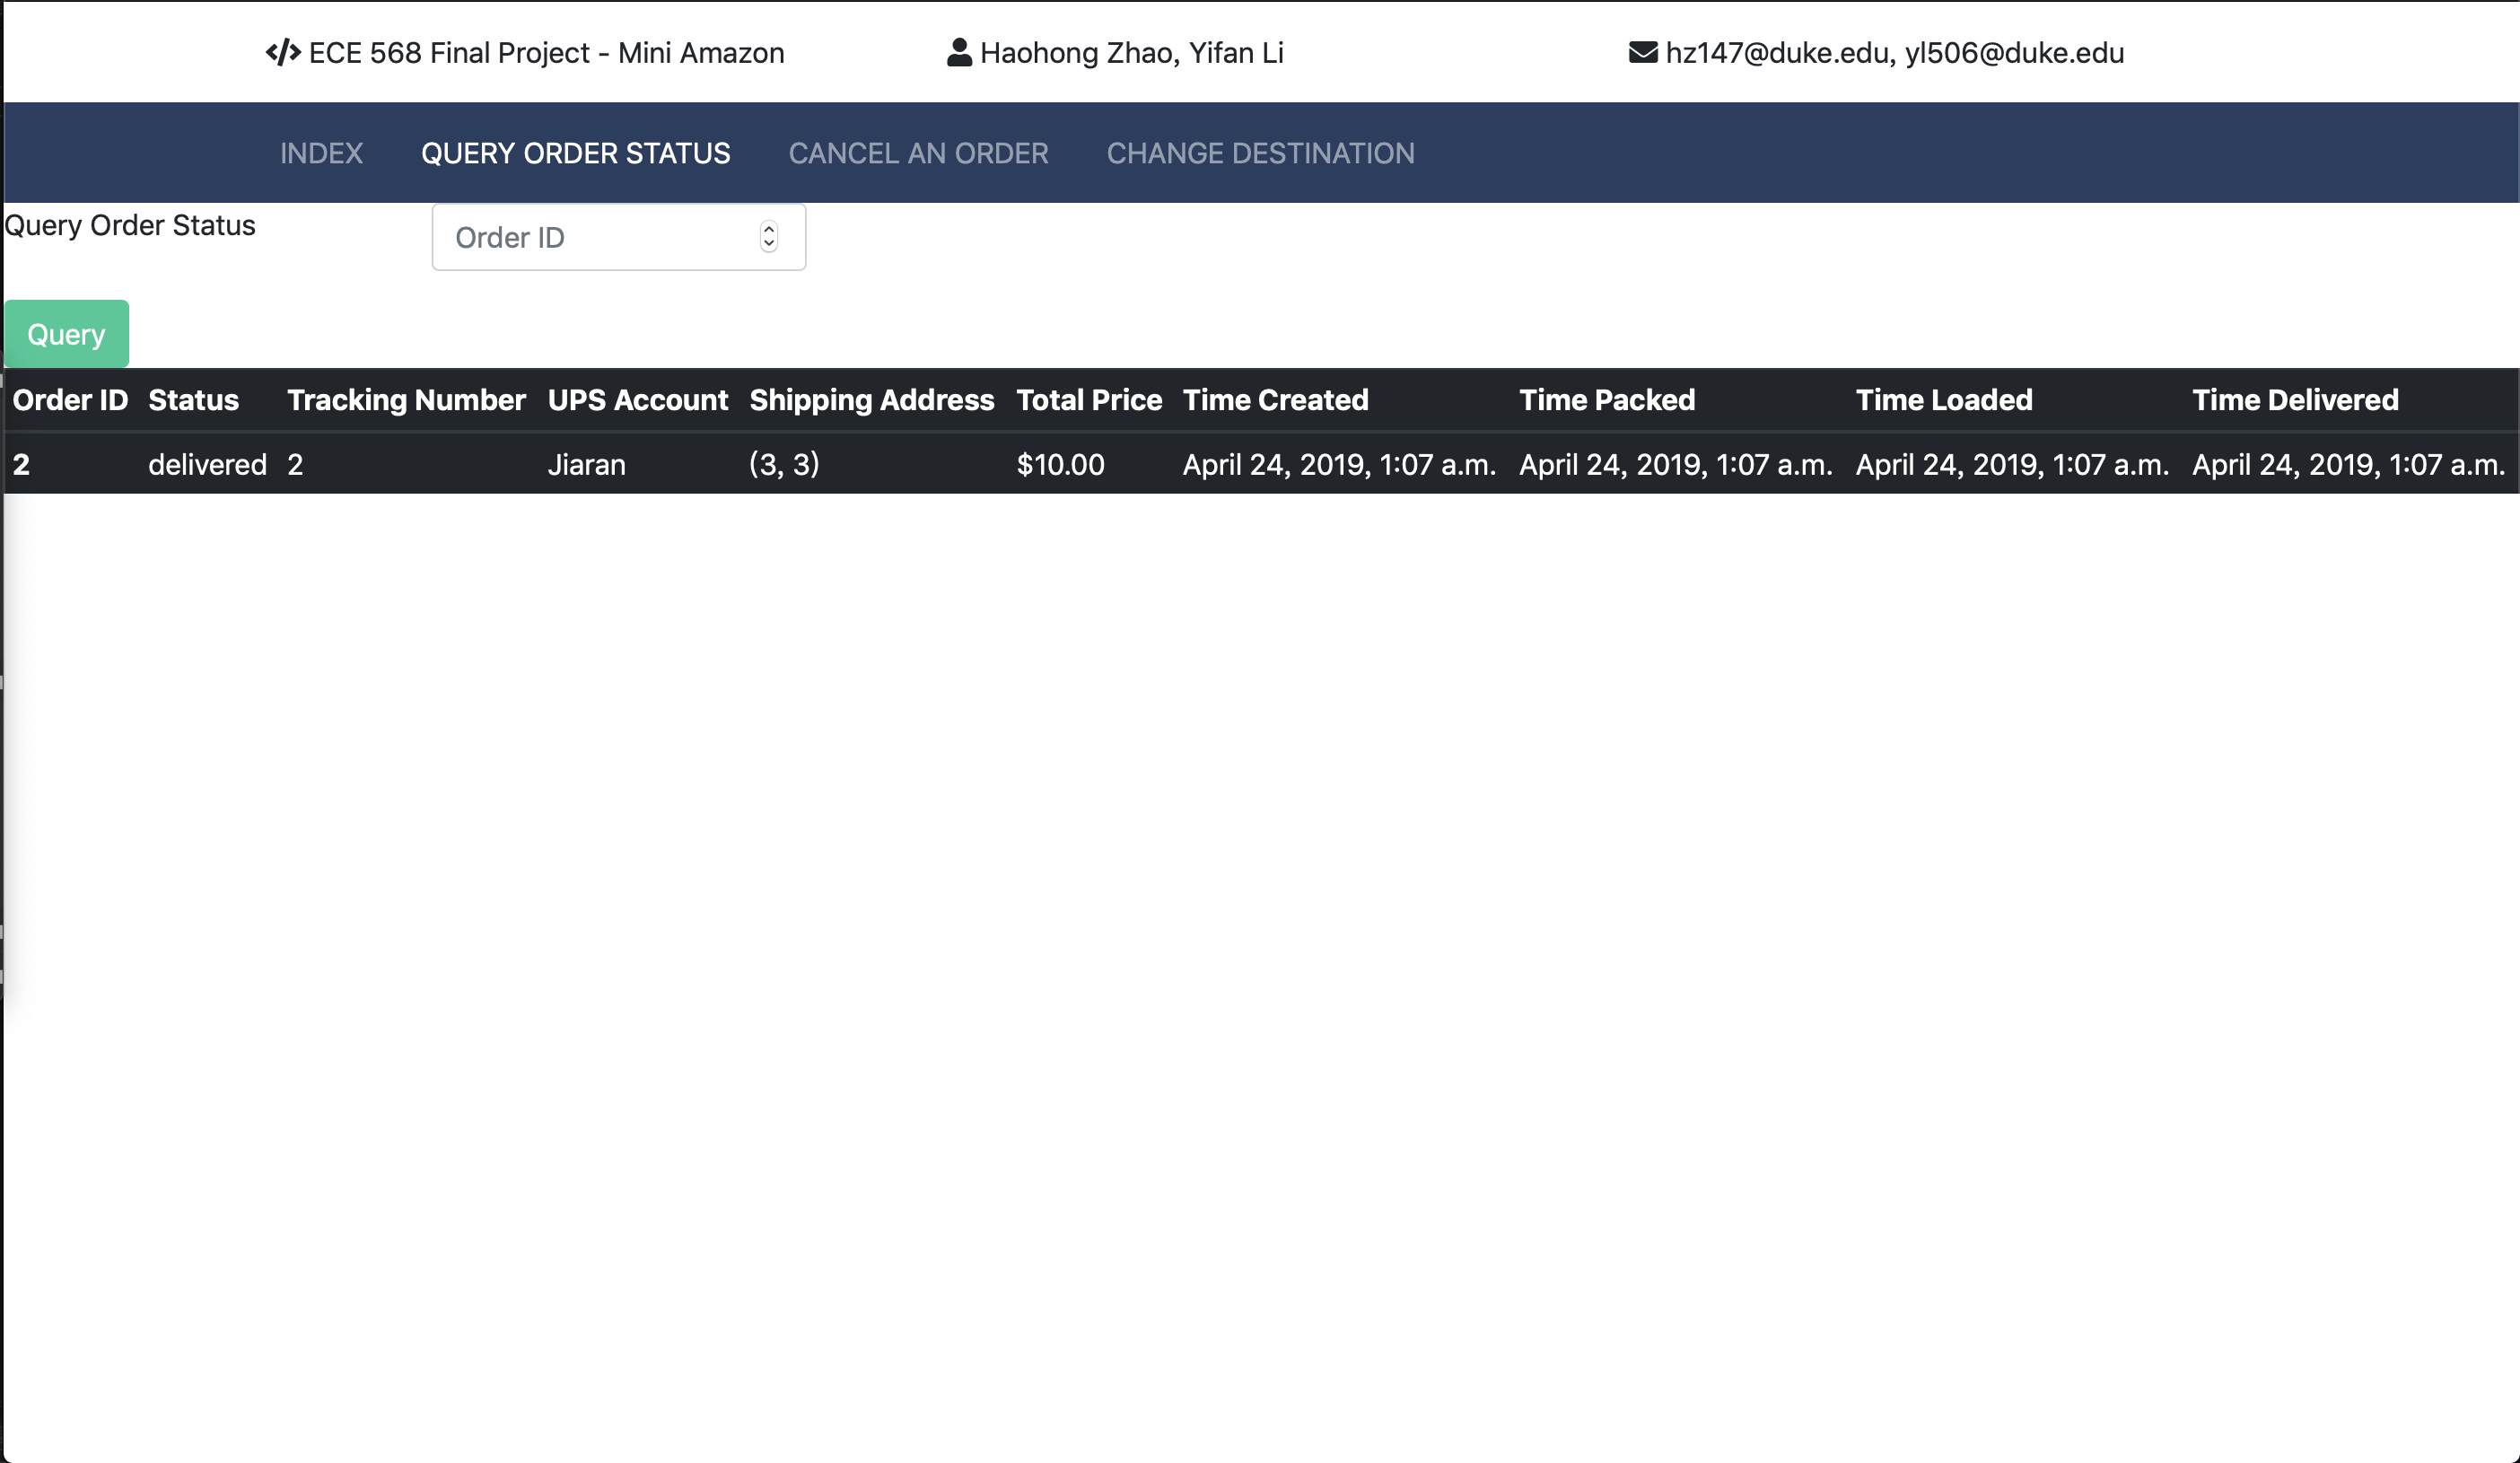 ECE 568 Final Project - Mini Amazon Haohong Zhao, Yifan Li hz147@duke.edu, yl506@duke.edu
INDEX QUERY ORDER STATUS CANCEL AN ORDER CHANGE DESTINATION
Query Order Status Order ID
Query
Order ID Status Tracking Number UPS Account Shipping Address Total Price Time Created Time Packed Time Loaded Time Delivered
2 delivered 2 Jiaran (3, 3) $10.00 April 24, 2019, 1:07 a.m. April 24, 2019, 1:07 a.m. April 24, 2019, 1:07 a.m. April 24, 2019, 1:07 a.m.